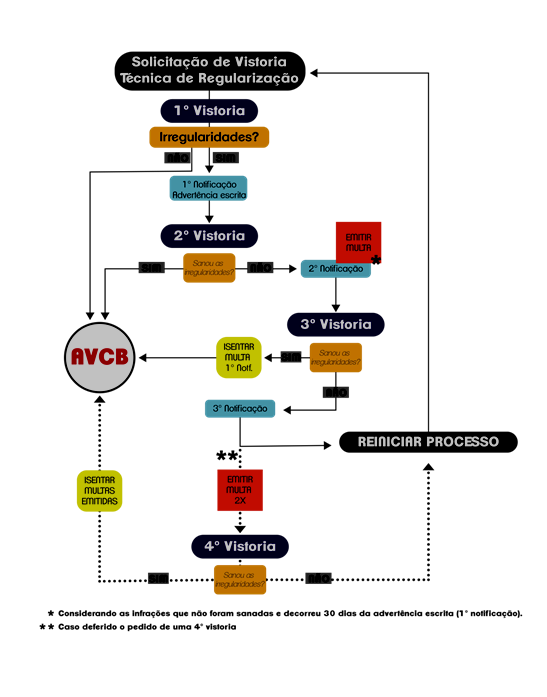 Solicitação de Vistoria
Técnica de Regularização
1° Vistoria
Irregularidades?
NÃO
SIM
1° Notificação
Advertência escrita
2° Vistoria
EMITIR
MULTA
*
SIM
Sanou as
irregularidades?
NÃO
2° Notificação
3° Vistoria
AVCB
ISENTAR
MULTA
1° Notf.
SIM
Sanou as
irregularidades?
NÃO
3° Notificação
REINICIAR PROCESSO
**
EMITIR
MULTA
2X
ISENTAR
MULTAS
EMITIDAS
4° Vistoria
SIM
Sanou as
irregularidades?
NÃO
* Considerando as infrações que não foram sanadas e decorreu 30 dias da advertência escrita (1° notificação).
** Caso deferido o pedido de uma 4° vistoria